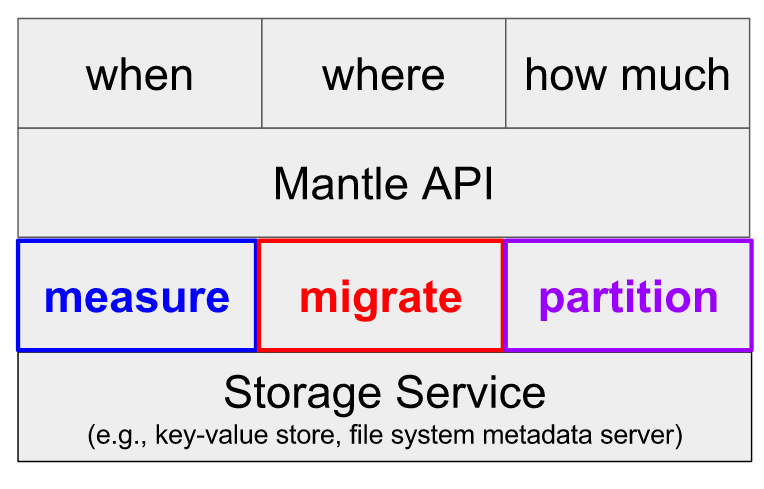 when where how much
Mantle API
measure migrate partition
Storage Service
(e.g., key-value store, file system metadata server)